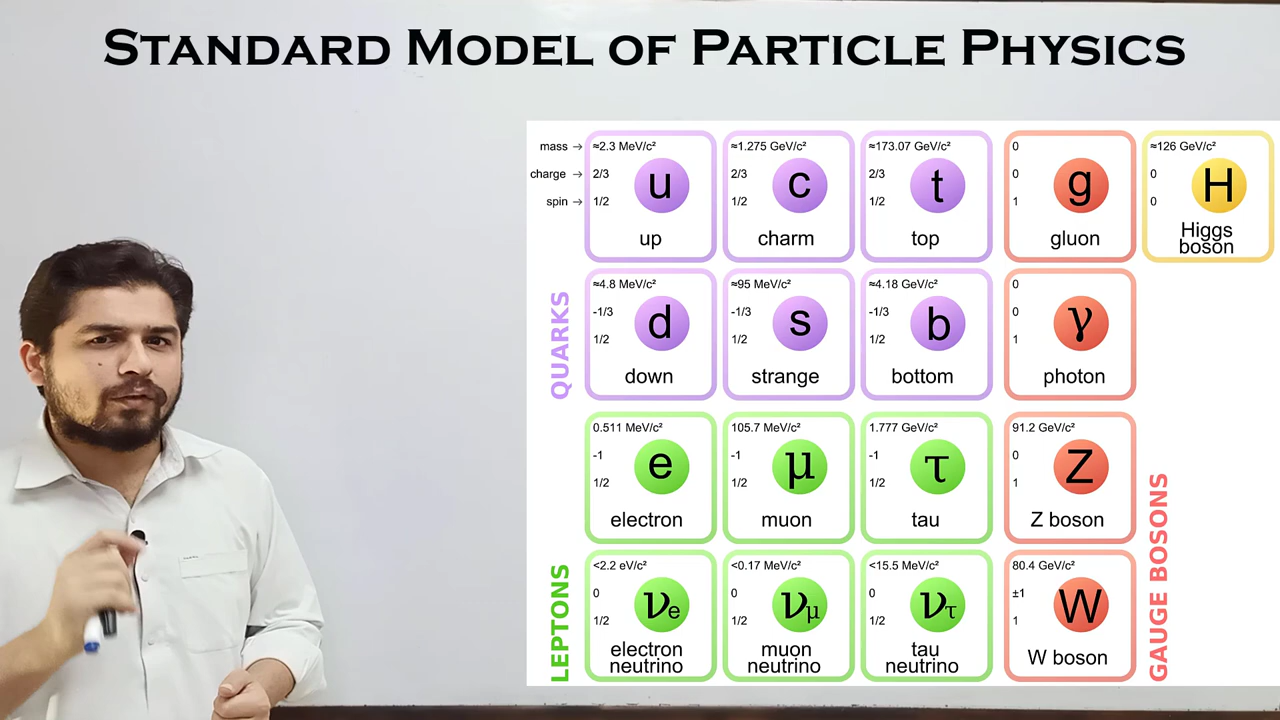 STANDARD MODEL OF PARTICLE PHYSICS
mass → ≈2.3 MeV/c² ≈1.275 GeV/c² ≈173.07 GeV/c² 0 ≈126 GeV/c²
charge → 2/3 2/3 2/3 0 0
spin → 1/2 1/2 1/2 1 0
u c t g H
up charm top gluon Higgs
boson
QUARKS
≈4.8 MeV/c² ≈95 MeV/c² ≈4.18 GeV/c² 0
-1/3 -1/3 -1/3 0
1/2 1/2 1/2 1
d s b γ
down strange bottom photon
0.511 MeV/c² 105.7 MeV/c² 1.777 GeV/c² 91.2 GeV/c²
-1 -1 -1 0
1/2 1/2 1/2 1
e μ τ Z
electron muon tau Z boson
LEPTONS
<2.2 eV/c² <0.17 MeV/c² <15.5 MeV/c² 80.4 GeV/c²
0 0 0 ±1
1/2 1/2 1/2 1
νe νμ ντ W
electron muon tau W boson
neutrino neutrino neutrino
GAUGE BOSONS